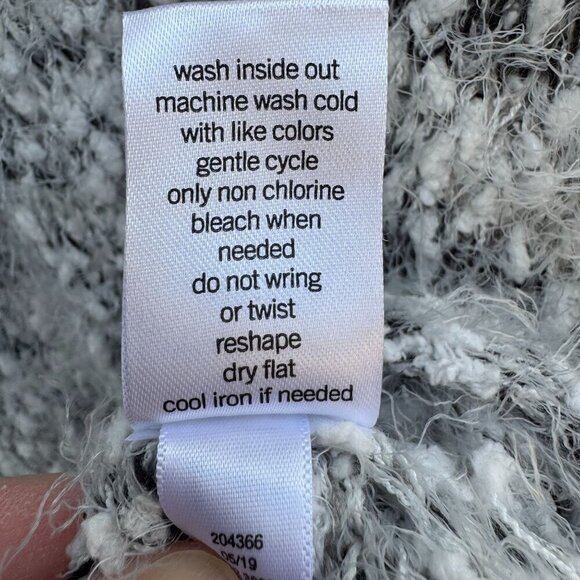 wash inside out
machine wash cold
with like colors
gentle cycle
only non chlorine
bleach when
needed
do not wring
or twist
reshape
dry flat
cool iron if needed
204366
05/19